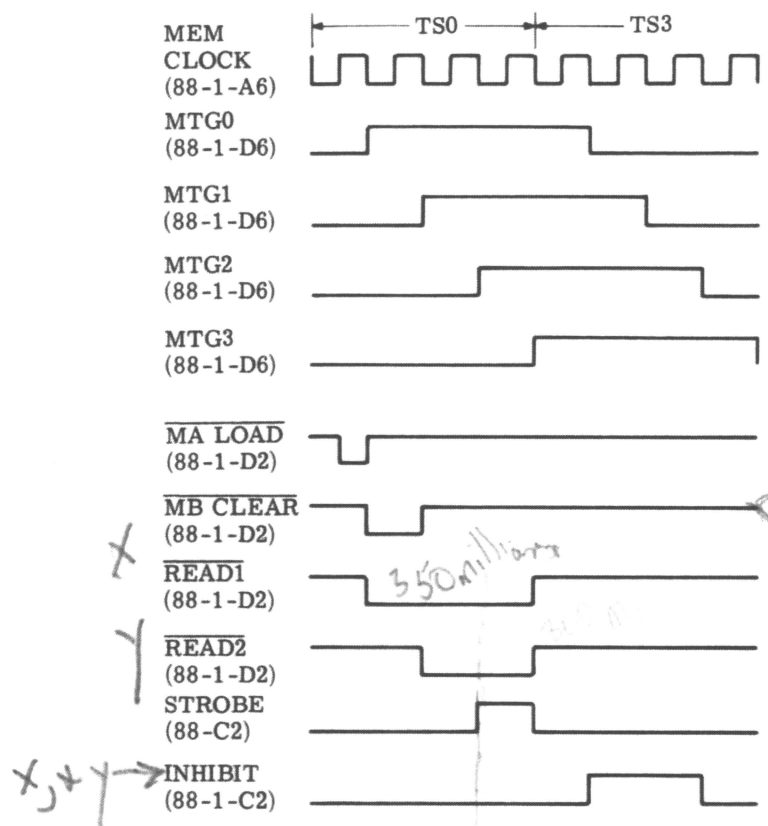 TS0 TS3
MEM
CLOCK
(88-1-A6)
MTG0
(88-1-D6)
MTG1
(88-1-D6)
MTG2
(88-1-D6)
MTG3
(88-1-D6)
MA LOAD
(88-1-D2)
MB CLEAR
(88-1-D2)
X
350 milliamps
READ1
(88-1-D2)
Y
READ2
(88-1-D2)
STROBE
(88-C2)
X, + Y → INHIBIT
(88-1-C2)